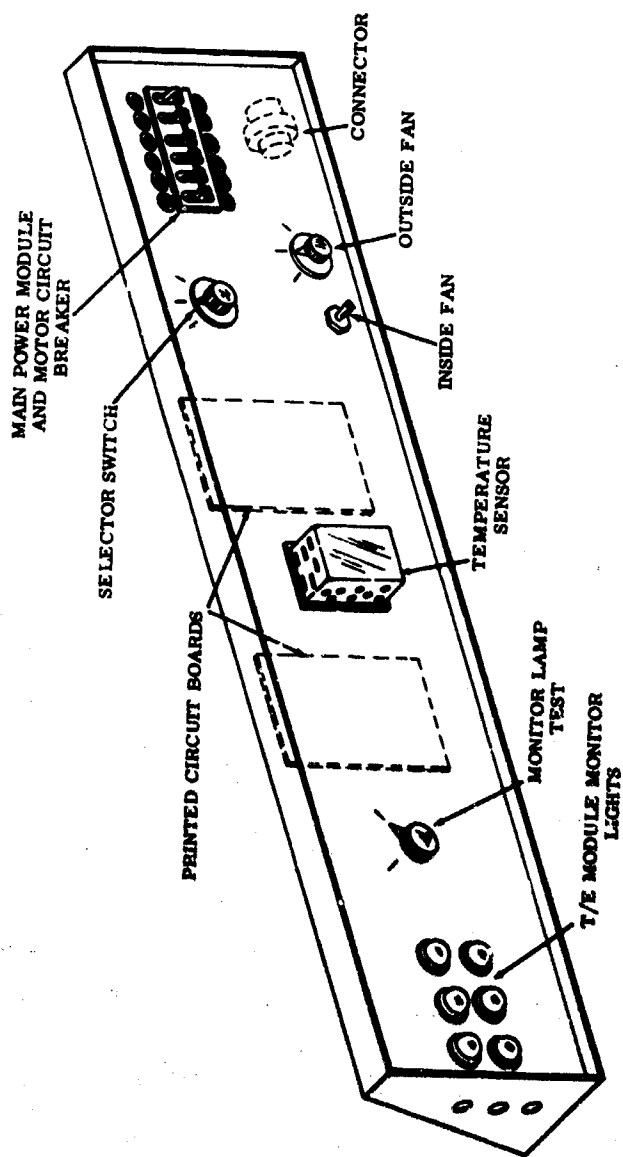 MAIN POWER MODULE
AND MOTOR CIRCUIT
BREAKER
SELECTOR SWITCH
PRINTED CIRCUIT BOARDS
CONNECTOR
OUTSIDE FAN
INSIDE FAN
TEMPERATURE
SENSOR
MONITOR LAMP
TEST
T/E MODULE MONITOR
LIGHTS